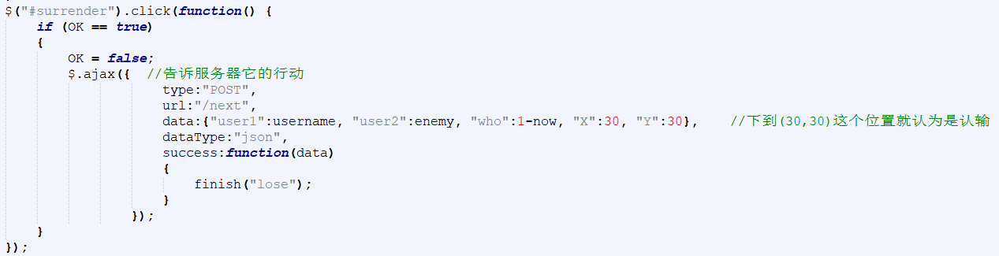 $("#surrender").click(function() {
    if (OK == true)
    {
        OK = false;
        $.ajax({  //告诉服务器它的行动
                    type:"POST",
                    url:"/next",
                    data:{"user1":username, "user2":enemy, "who":1-now, "X":30, "Y":30},    //下到(30,30)这个位置就认为是认输
                    dataType:"json",
                    success:function(data)
                    {
                        finish("lose");
                    }
                });
    }
});